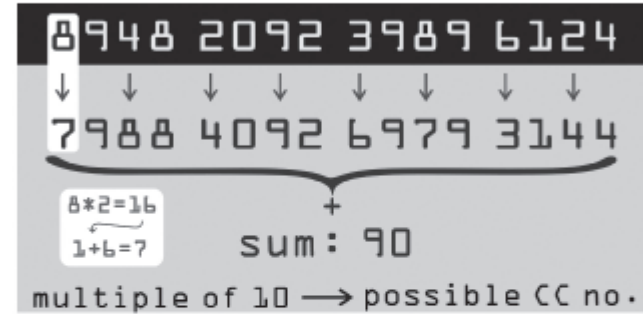 8948 2092 3989 6124
↓ ↓ ↓ ↓ ↓ ↓ ↓ ↓
7988 4092 6979 3144
8*2=16
1+6=7
+
sum: 90
multiple of 10 → possible CC no.